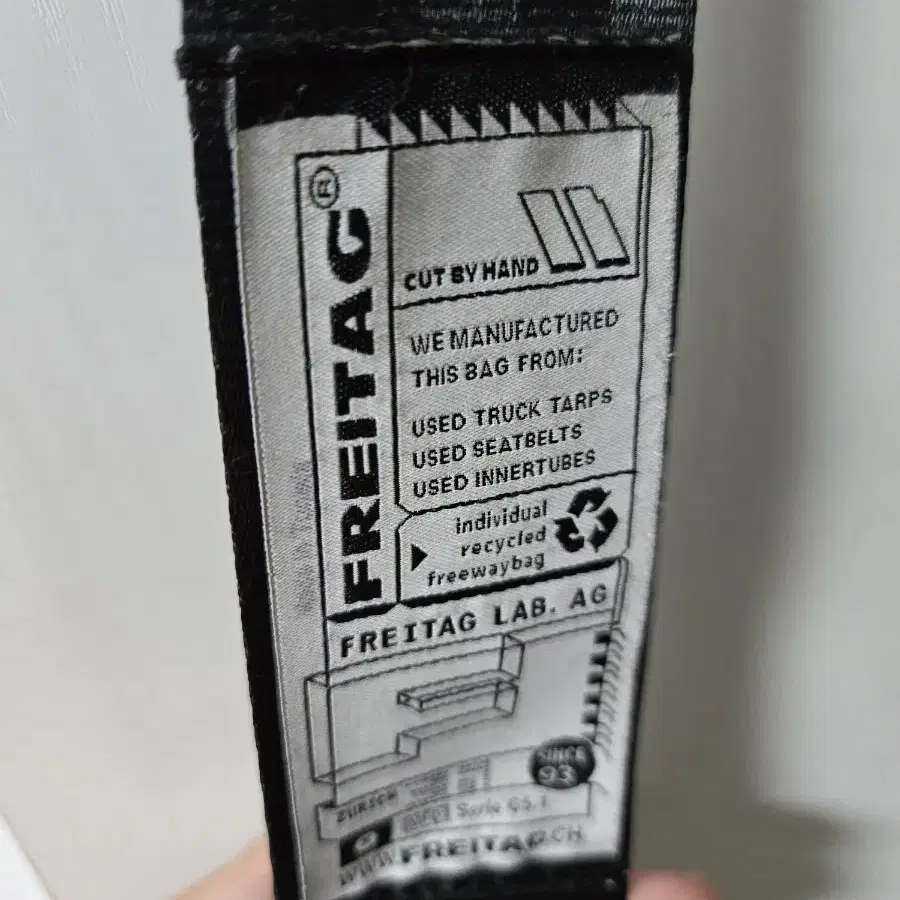 FREITAG®
CUT BY HAND
WE MANUFACTURED
THIS BAG FROM:
USED TRUCK TARPS
USED SEATBELTS
USED INNERTUBES
individual
recycled
freewaybag
FREITAG LAB. AG
SINCE
93
ZURICH
Serie
WWW.FREITAG.CH